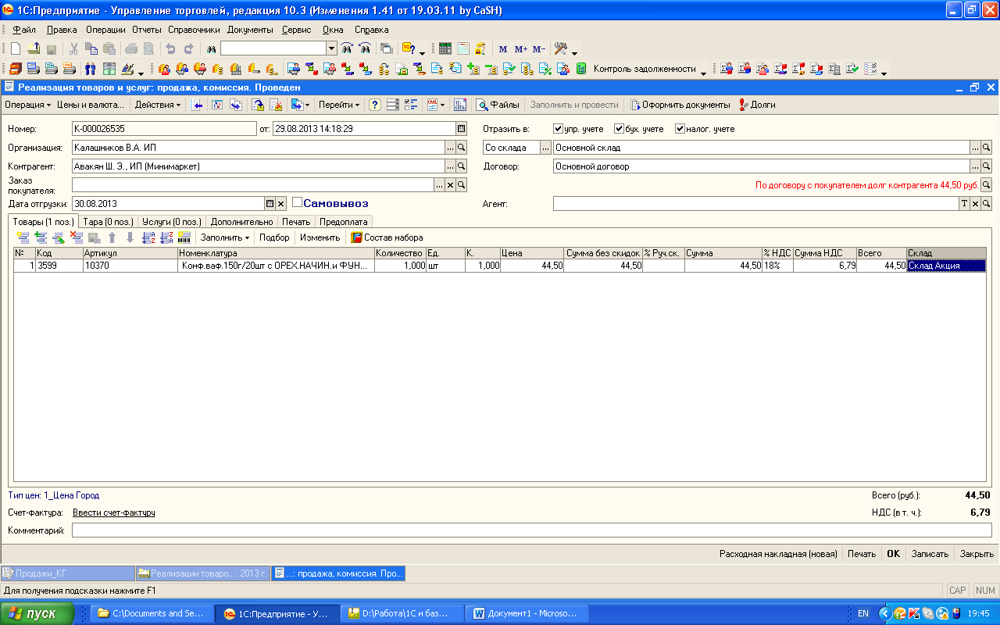 1С:Предприятие - Управление торговлей, редакция 10.3 (Изменения 1.41 от 19.03.11 by CaSH)
Файл Правка Операции Отчеты Справочники Документы Сервис Окна Справка
M M+ M-
Контроль задолженности
Реализация товаров и услуг: продажа, комиссия. Проведен
Операция Цены и валюта... Действия Перейти Файлы Заполнить и провести Оформить документы Долги
Номер: К-000026535 от: 29.08.2013 14:18:29 Отразить в: упр. учете бух. учете налог. учете
Организация: Калашников В.А. ИП Со склада Основной склад
Контрагент: Авакян Ш. Э., ИП (Минимаркет) Договор: Основной договор
Заказ покупателя: По договору с покупателем долг контрагента 44,50 руб.
Дата отгрузки: 30.08.2013 Самовывоз Агент: T
Товары (1 поз.) Тара (0 поз.) Услуги (0 поз.) Дополнительно Печать Предоплата
Заполнить Подбор Изменить Состав набора
№ Код Артикул Номенклатура Количество Ед. К. Цена Сумма без скидок % Руч.ск. Сумма % НДС Сумма НДС Всего Склад
1 3599 10370 Конф.ваф.150г/20шт с ОРЕХ.НАЧИН.и ФУН... 1,000 шт 1,000 44,50 44,50 44,50 18% 6,79 44,50 Склад Акция
Тип цен: 1_Цена Город Всего (руб.): 44,50
Счет-фактура: Ввести счет-фактуру НДС (в т. ч.): 6,79
Комментарий:
Расходная накладная (новая) Печать OK Записать Закрыть
Продажи_КГ Реализации товаро...: 2013 г. ...: продажа, комиссия. Про...
Для получения подсказки нажмите F1 CAP NUM
пуск C:\Documents and Se... 1С:Предприятие - У... D:\Работа\1С и баз... Документ1 - Microso... EN 19:45